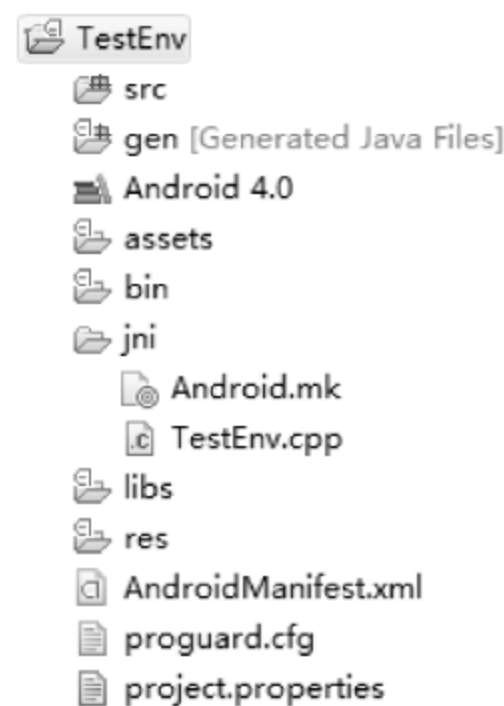 TestEnv
src
gen [Generated Java Files]
Android 4.0
assets
bin
jni
Android.mk
.c TestEnv.cpp
libs
res
AndroidManifest.xml
proguard.cfg
project.properties